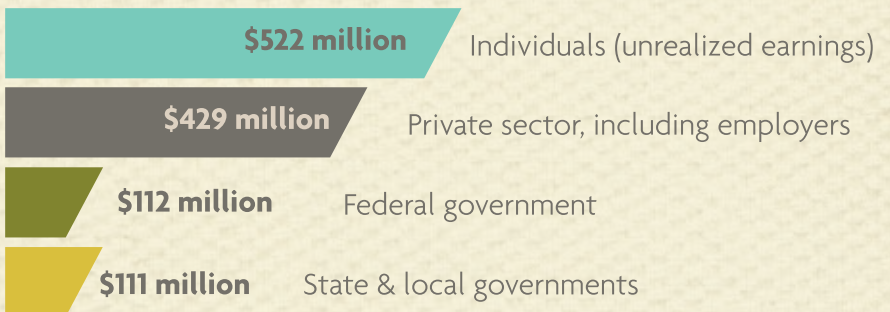 $522 million Individuals (unrealized earnings)
$429 million Private sector, including employers
$112 million Federal government
$111 million State & local governments